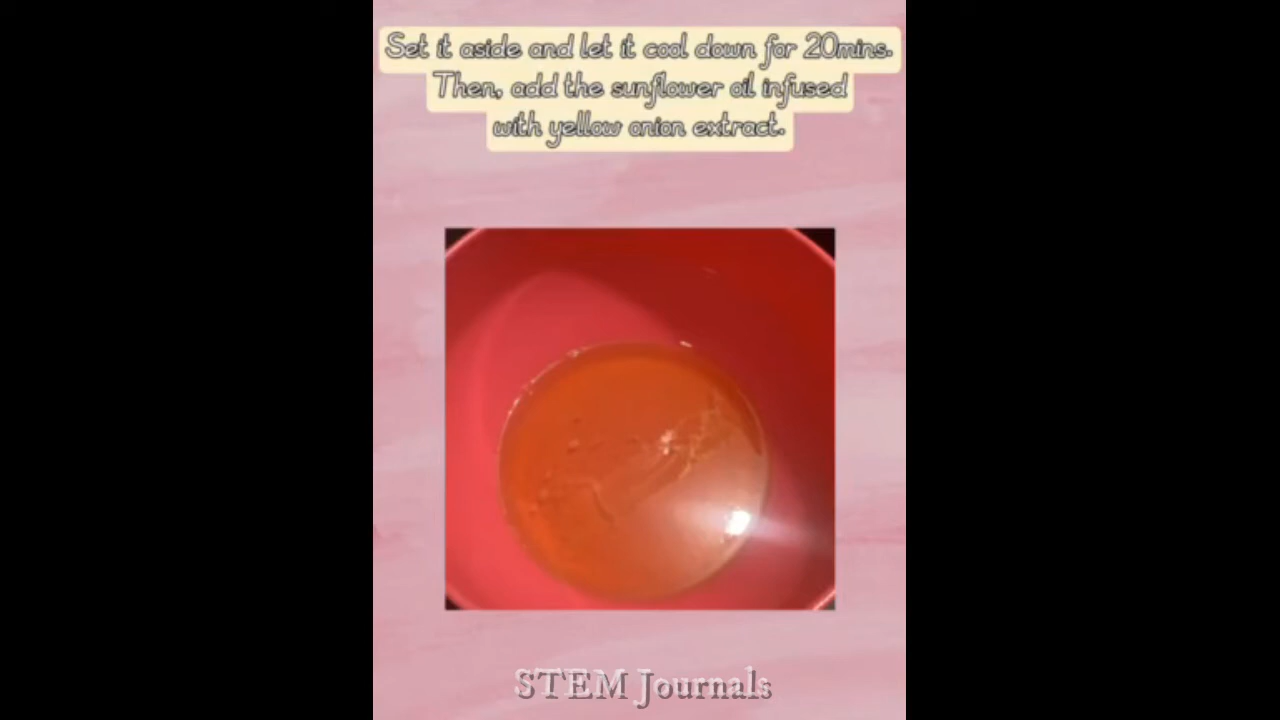 Set it aside and let it cool down for 20mins.
Then, add the sunflower oil infused
with yellow onion extract.
STEM Journals